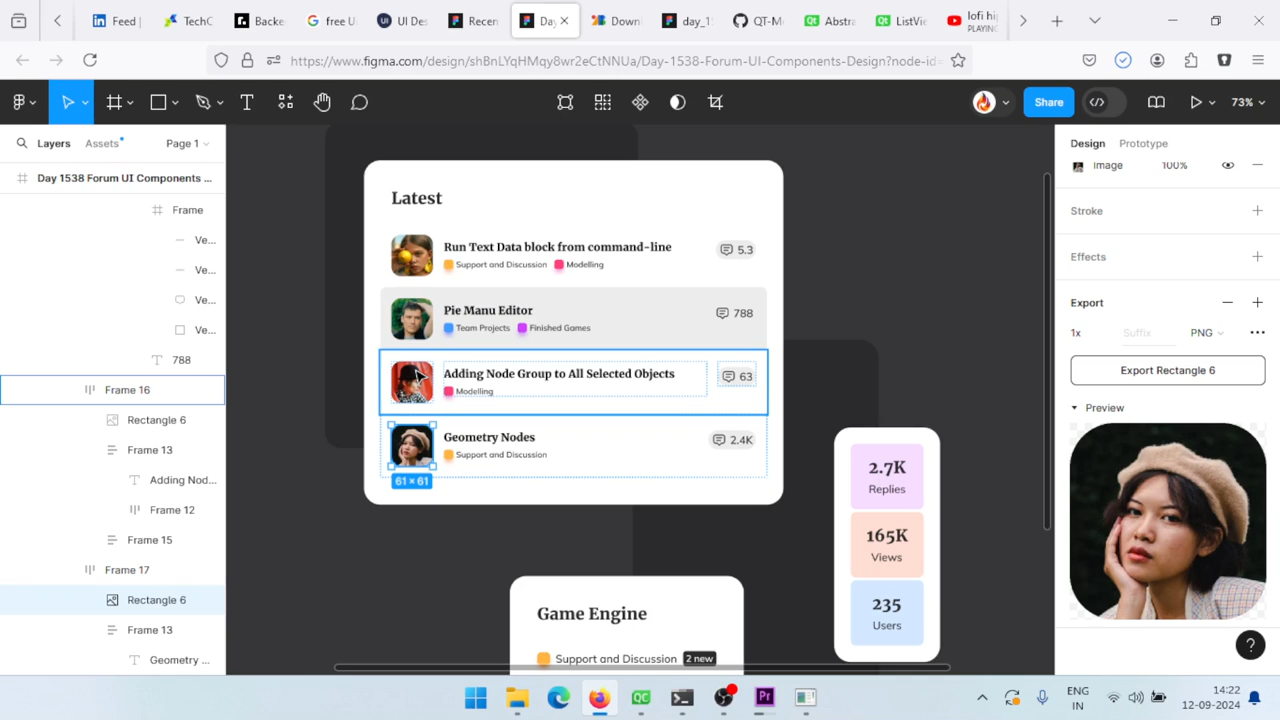 Feed |
TechC
Backe
free U
UI Des
Recen
Day
Downl
day_1
QT-M
Abstra
ListVie
lofi hip
PLAYING
https://www.figma.com/design/shBnLYqHMqy8wr2eCtNNUa/Day-1538-Forum-UI-Components-Design?node-id=
Share
73%
Layers
Assets
Page 1
Day 1538 Forum UI Components ...
Frame
Ve...
Ve...
Ve...
Ve...
788
Frame 16
Rectangle 6
Frame 13
Adding Nod...
Frame 12
Frame 15
Frame 17
Rectangle 6
Frame 13
Geometry ...
Latest
Run Text Data block from command-line
5.3
Support and Discussion
Modelling
Pie Manu Editor
788
Team Projects
Finished Games
Adding Node Group to All Selected Objects
63
Modelling
Geometry Nodes
2.4K
Support and Discussion
61 × 61
2.7K
Replies
165K
Views
235
Users
Game Engine
Support and Discussion
2 new
Design
Prototype
Image
100%
Stroke
Effects
Export
1x
Suffix
PNG
Export Rectangle 6
Preview
?
QC
Pr
ENG
IN
14:22
12-09-2024